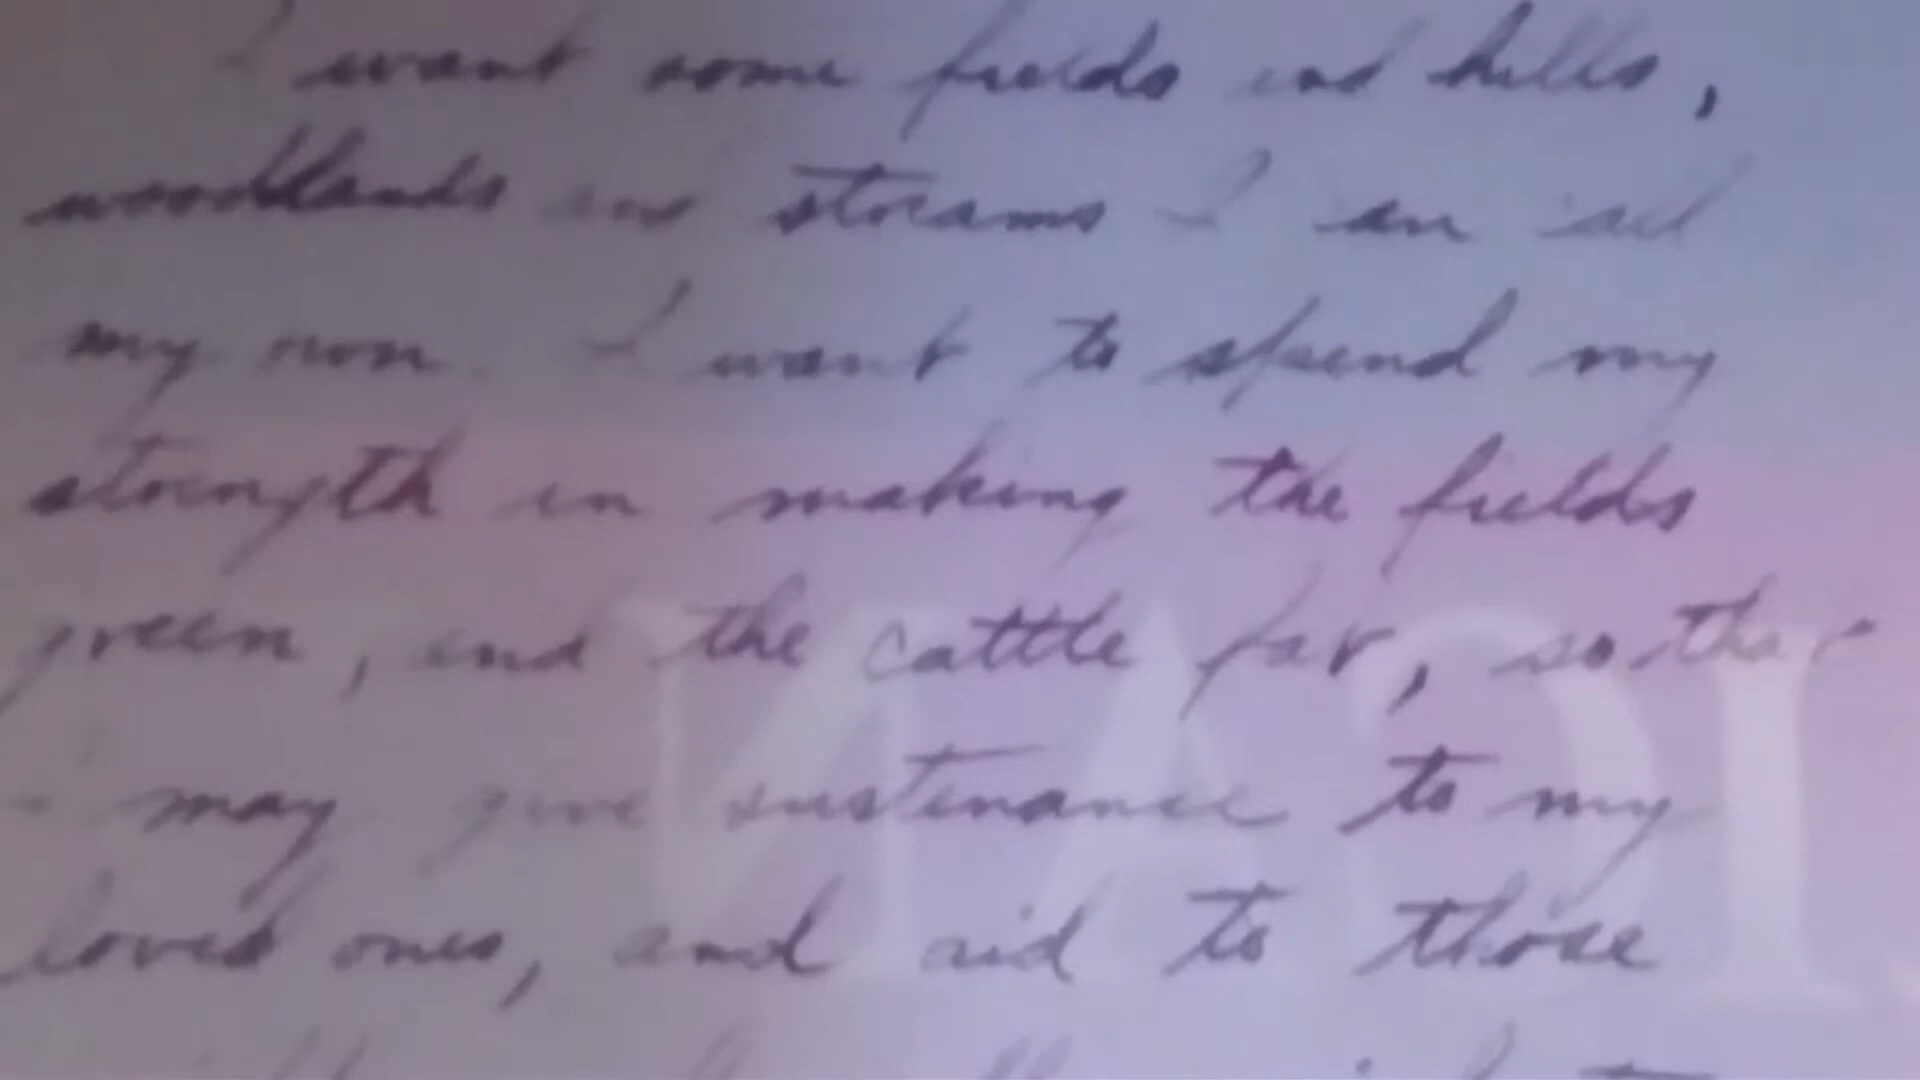 I want some fields and hills,
woodlands and streams I can call
my own. I want to spend my
strength in making the fields
green, and the cattle fat, so that
I may give sustenance to my
loved ones, and aid to those